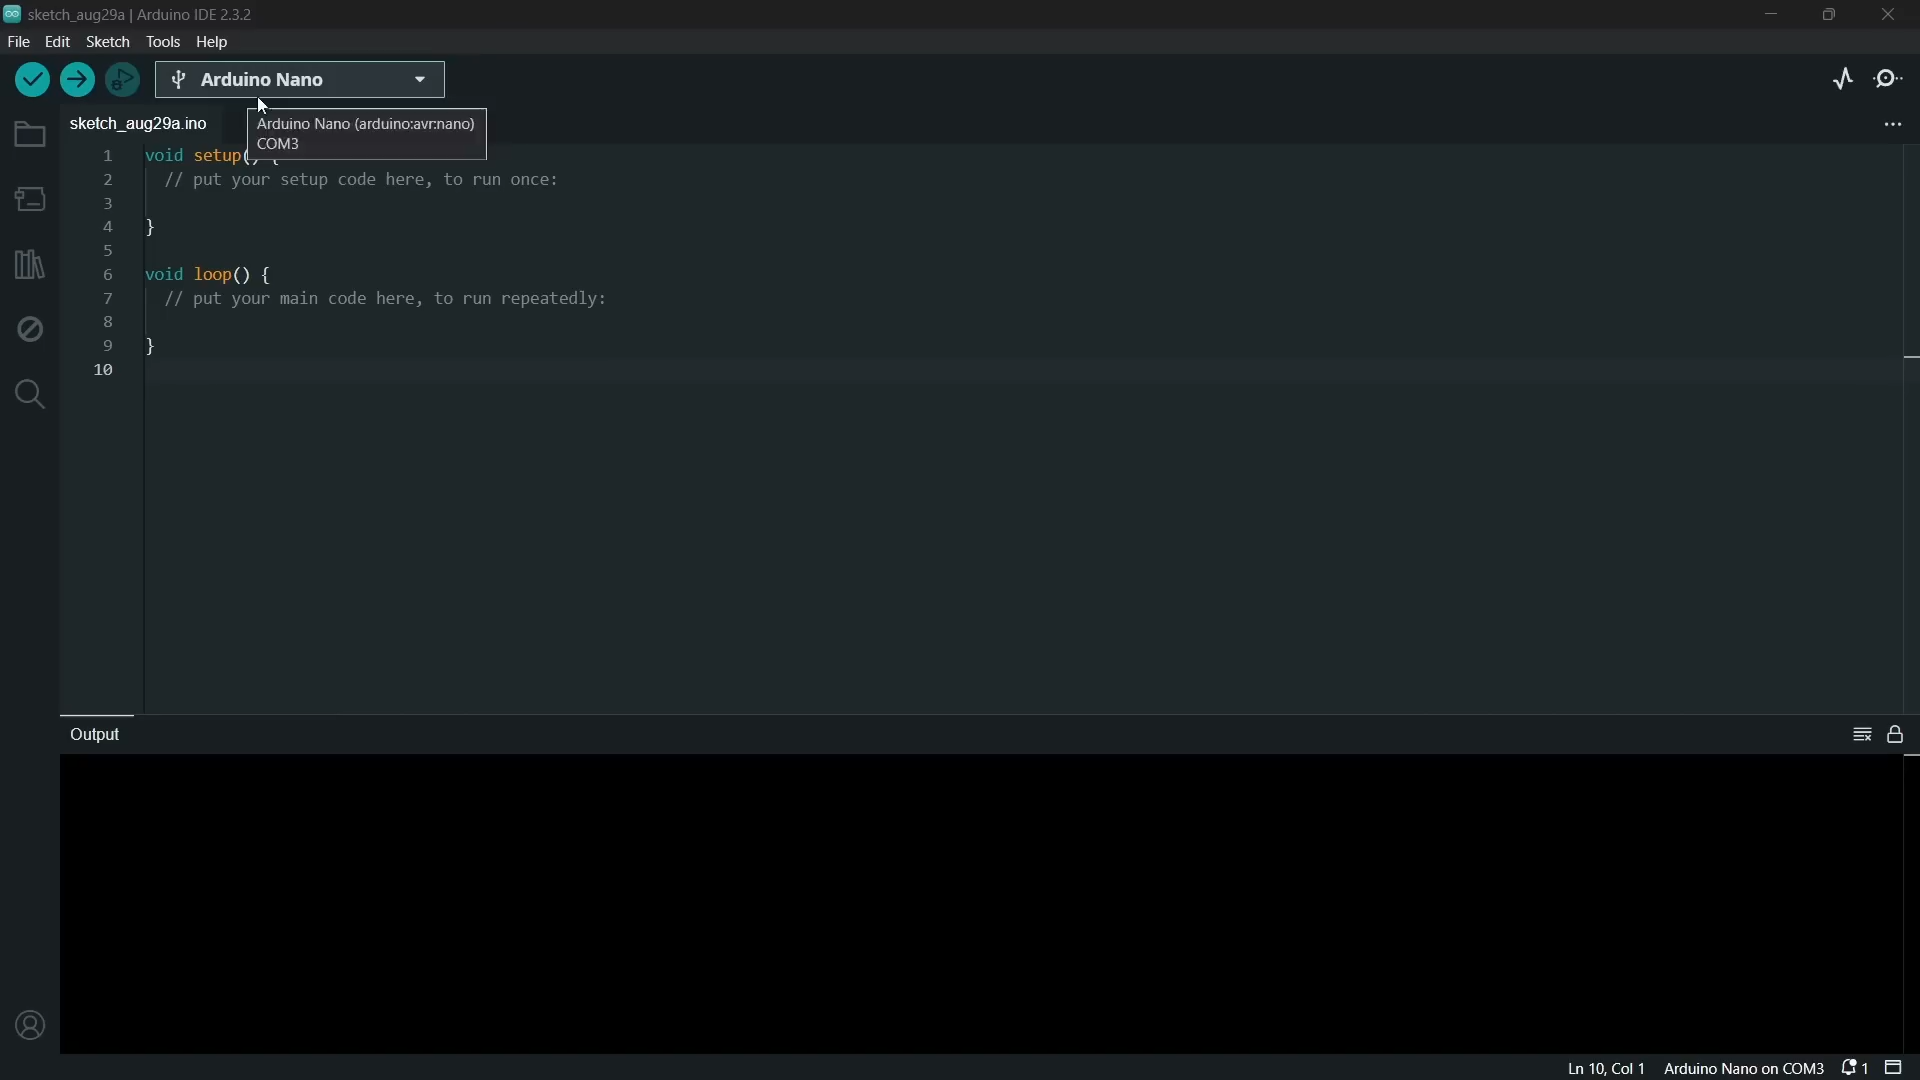 sketch_aug29a | Arduino IDE 2.3.2
File Edit Sketch Tools Help
Arduino Nano
sketch_aug29a.ino
Arduino Nano (arduino:avr:nano)
COM3
1 void setup() {
2 // put your setup code here, to run once:
3
4 }
5
6 void loop() {
7 // put your main code here, to run repeatedly:
8
9 }
10
Output
Ln 10, Col 1 Arduino Nano on COM3 1